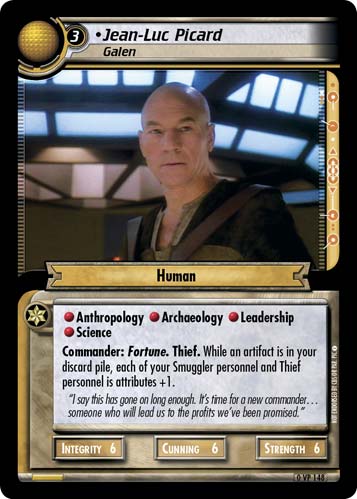 3
•Jean-Luc Picard
Galen
Human
Anthropology Archaeology Leadership
Science
Commander: Fortune. Thief. While an artifact is in your
discard pile, each of your Smuggler personnel and Thief
personnel is attributes +1.
“I say this has gone on long enough. It’s time for a new commander...
someone who will lead us to the profits we’ve been promised.”
INTEGRITY 6 CUNNING 6 STRENGTH 6
0 VP 148